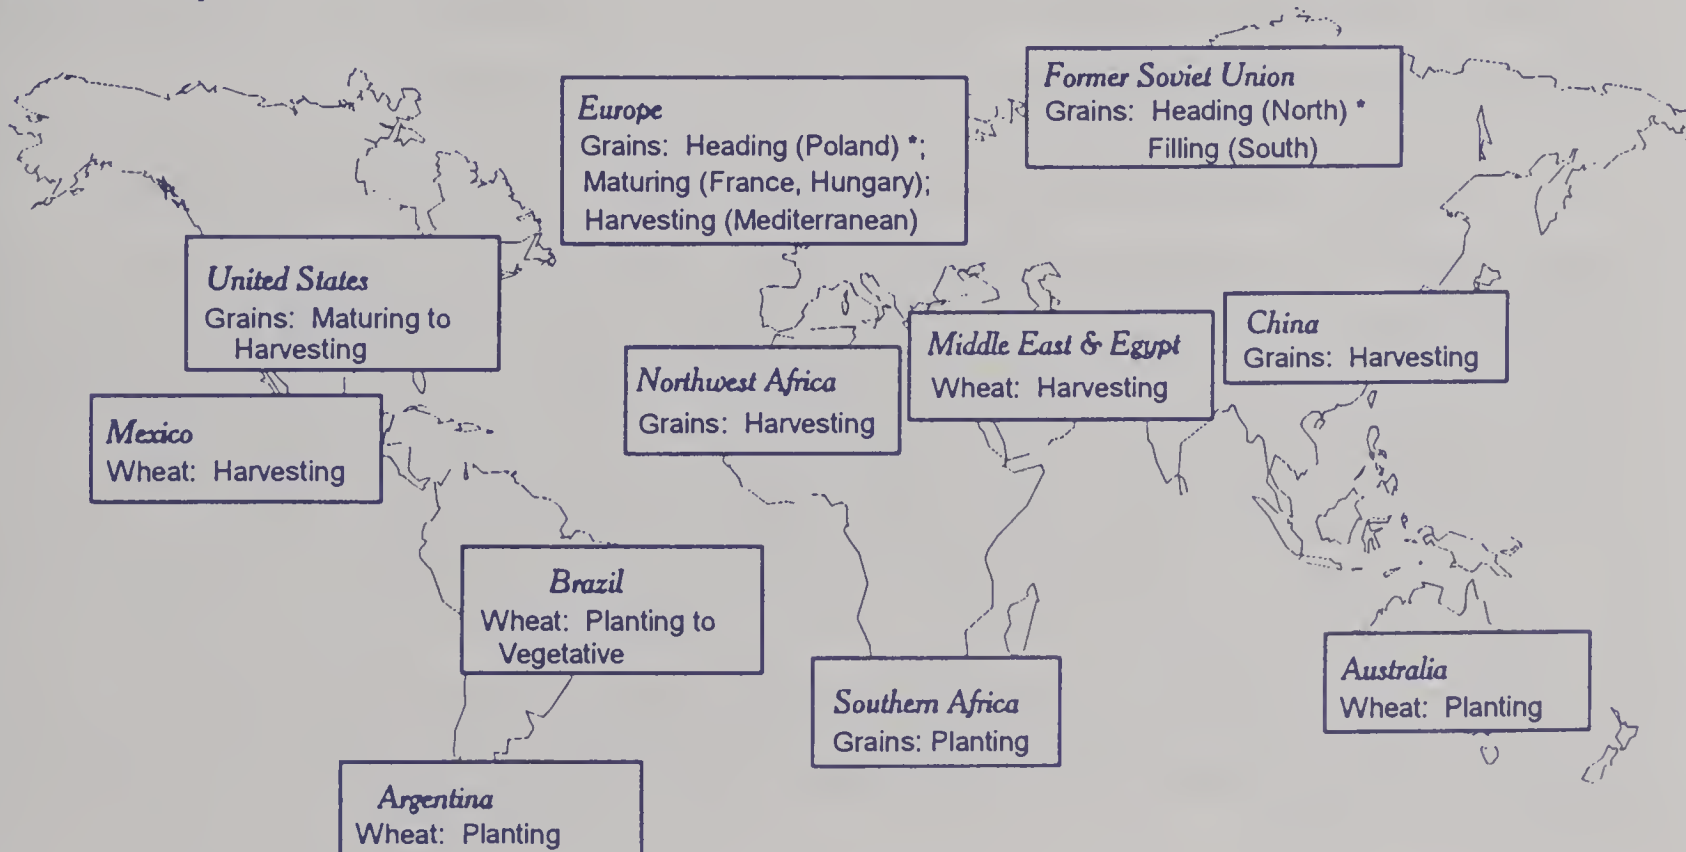 Former Soviet Union
Grains: Heading (North) *
Filling (South)
Europe
Grains: Heading (Poland) *;
Maturing (France, Hungary);
Harvesting (Mediterranean)
United States
Grains: Maturing to
Harvesting
China
Grains: Harvesting
Middle East & Egypt
Wheat: Harvesting
Northwest Africa
Grains: Harvesting
Mexico
Wheat: Harvesting
Brazil
Wheat: Planting to
Vegetative
Southern Africa
Grains: Planting
Australia
Wheat: Planting
Argentina
Wheat: Planting